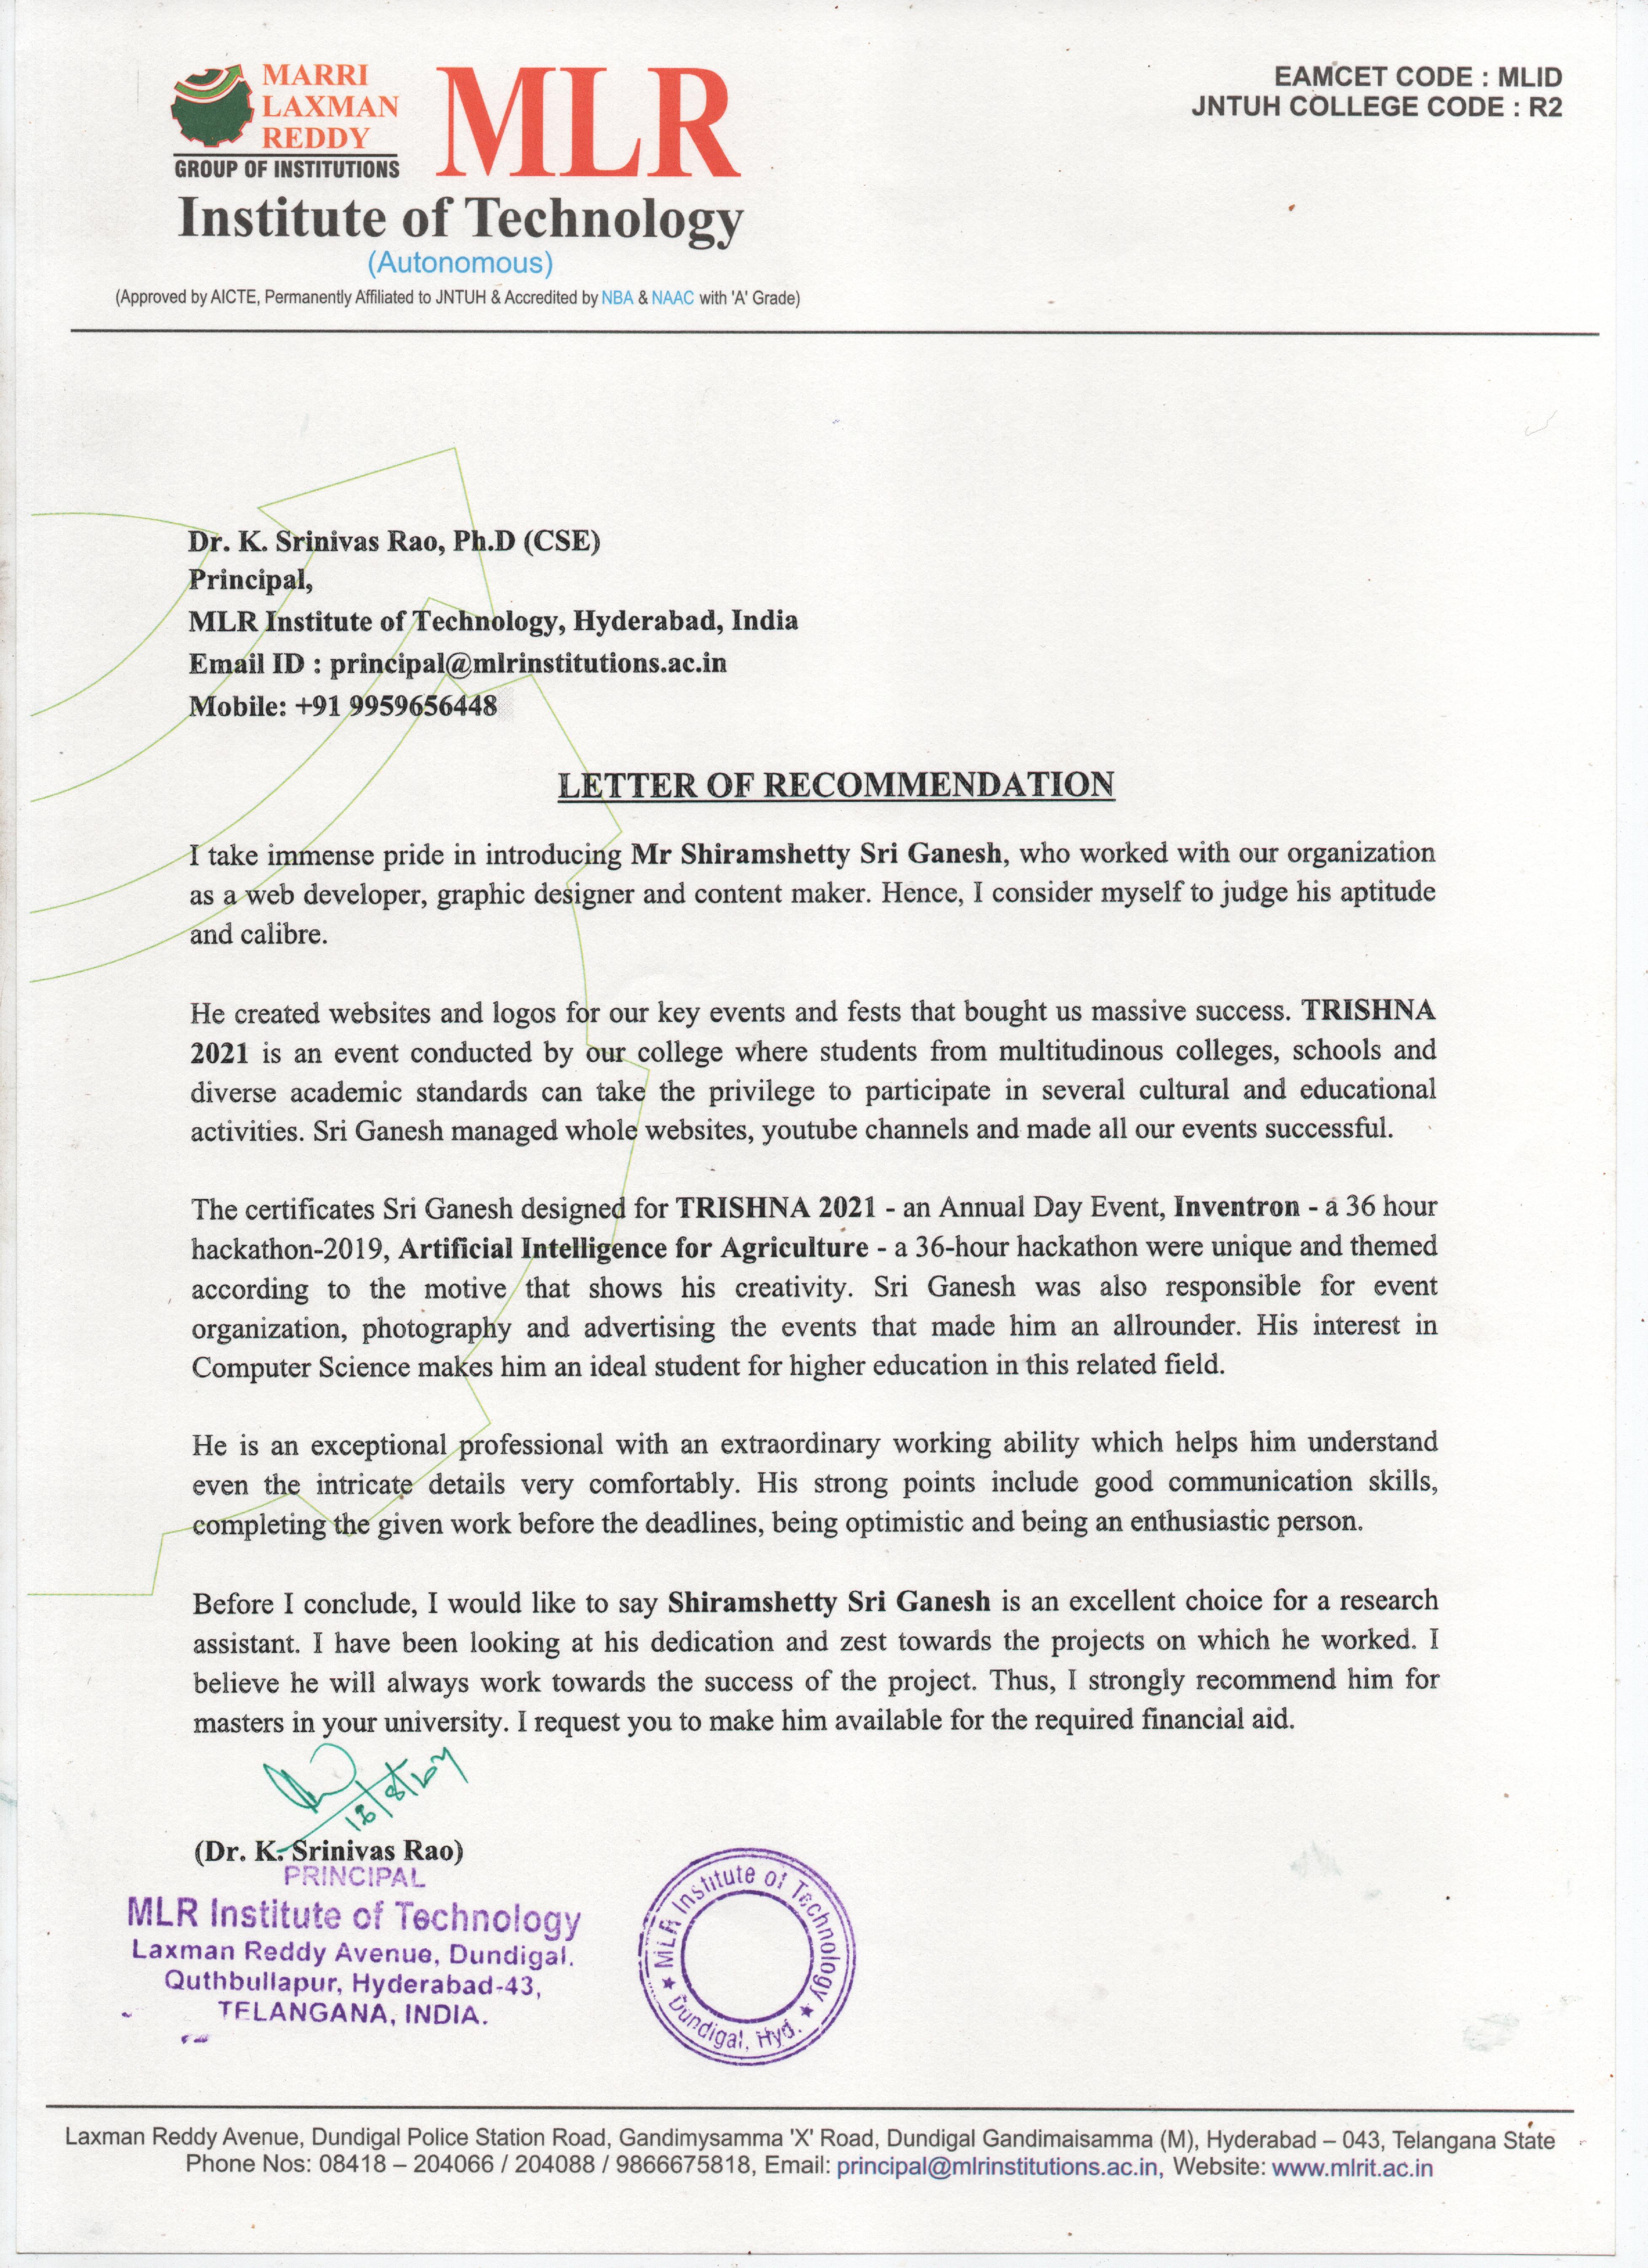 MARRI
LAXMAN
REDDY
GROUP OF INSTITUTIONS
MLR
Institute of Technology
(Autonomous)
(Approved by AICTE, Permanently Affiliated to JNTUH & Accredited by NBA & NAAC with 'A' Grade)
EAMCET CODE : MLID
JNTUH COLLEGE CODE : R2
Dr. K. Srinivas Rao, Ph.D (CSE)
Principal,
MLR Institute of Technology, Hyderabad, India
Email ID : principal@mlrinstitutions.ac.in
Mobile: +91 9959656448
LETTER OF RECOMMENDATION
I take immense pride in introducing Mr Shiramshetty Sri Ganesh, who worked with our organization
as a web developer, graphic designer and content maker. Hence, I consider myself to judge his aptitude
and calibre.
He created websites and logos for our key events and fests that bought us massive success. TRISHNA
2021 is an event conducted by our college where students from multitudinous colleges, schools and
diverse academic standards can take the privilege to participate in several cultural and educational
activities. Sri Ganesh managed whole websites, youtube channels and made all our events successful.
The certificates Sri Ganesh designed for TRISHNA 2021 - an Annual Day Event, Inventron - a 36 hour
hackathon-2019, Artificial Intelligence for Agriculture - a 36-hour hackathon were unique and themed
according to the motive that shows his creativity. Sri Ganesh was also responsible for event
organization, photography and advertising the events that made him an allrounder. His interest in
Computer Science makes him an ideal student for higher education in this related field.
He is an exceptional professional with an extraordinary working ability which helps him understand
even the intricate details very comfortably. His strong points include good communication skills,
completing the given work before the deadlines, being optimistic and being an enthusiastic person.
Before I conclude, I would like to say Shiramshetty Sri Ganesh is an excellent choice for a research
assistant. I have been looking at his dedication and zest towards the projects on which he worked. I
believe he will always work towards the success of the project. Thus, I strongly recommend him for
masters in your university. I request you to make him available for the required financial aid.
(Dr. K. Srinivas Rao)
PRINCIPAL
MLR Institute of Technology
Laxman Reddy Avenue, Dundigal.
Quthbullapur, Hyderabad-43,
TELANGANA, INDIA.
MLR Institute of Technology
Dundigal, Hyd.
Laxman Reddy Avenue, Dundigal Police Station Road, Gandimysamma 'X' Road, Dundigal Gandimaisamma (M), Hyderabad – 043, Telangana State
Phone Nos: 08418 – 204066 / 204088 / 9866675818, Email: principal@mlrinstitutions.ac.in, Website: www.mlrit.ac.in